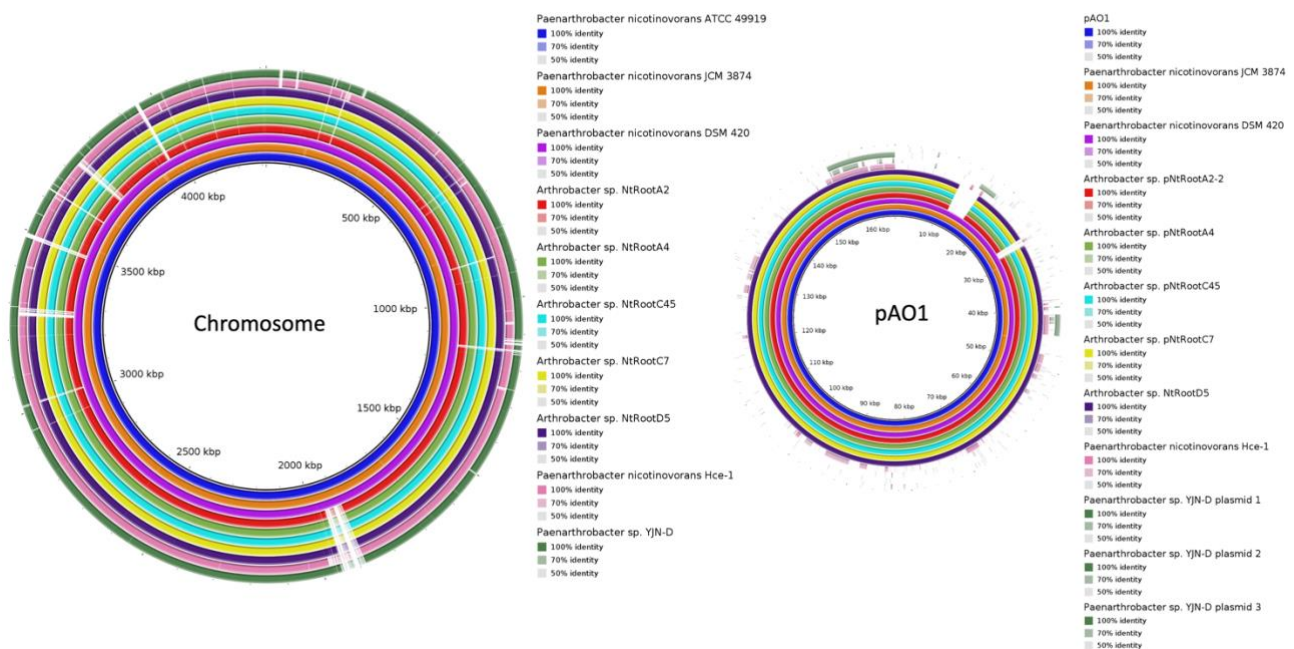 Paenarthrobacter nicotinovorans ATCC 49919
100% identity
70% identity
50% identity
Paenarthrobacter nicotinovorans JCM 3874
100% identity
70% identity
50% identity
Paenarthrobacter nicotinovorans DSM 420
100% identity
70% identity
50% identity
Arthrobacter sp. NtRootA2
100% identity
70% identity
50% identity
Arthrobacter sp. NtRootA4
100% identity
70% identity
50% identity
Arthrobacter sp. NtRootC45
100% identity
70% identity
50% identity
Arthrobacter sp. NtRootC7
100% identity
70% identity
50% identity
Arthrobacter sp. NtRootD5
100% identity
70% identity
50% identity
Paenarthrobacter nicotinovorans Hce-1
100% identity
70% identity
50% identity
Paenarthrobacter sp. YJN-D
100% identity
70% identity
50% identity
Chromosome
500 kbp
1000 kbp
1500 kbp
2000 kbp
2500 kbp
3000 kbp
3500 kbp
4000 kbp
pAO1
10 kbp
20 kbp
30 kbp
40 kbp
50 kbp
60 kbp
70 kbp
80 kbp
90 kbp
100 kbp
110 kbp
120 kbp
130 kbp
140 kbp
150 kbp
160 kbp
pAO1
100% identity
70% identity
50% identity
Paenarthrobacter nicotinovorans JCM 3874
100% identity
70% identity
50% identity
Paenarthrobacter nicotinovorans DSM 420
100% identity
70% identity
50% identity
Arthrobacter sp. pNtRootA2-2
100% identity
70% identity
50% identity
Arthrobacter sp. pNtRootA4
100% identity
70% identity
50% identity
Arthrobacter sp. pNtRootC45
100% identity
70% identity
50% identity
Arthrobacter sp. pNtRootC7
100% identity
70% identity
50% identity
Arthrobacter sp. NtRootD5
100% identity
70% identity
50% identity
Paenarthrobacter nicotinovorans Hce-1
100% identity
70% identity
50% identity
Paenarthrobacter sp. YJN-D plasmid 1
100% identity
70% identity
50% identity
Paenarthrobacter sp. YJN-D plasmid 2
100% identity
70% identity
50% identity
Paenarthrobacter sp. YJN-D plasmid 3
100% identity
70% identity
50% identity